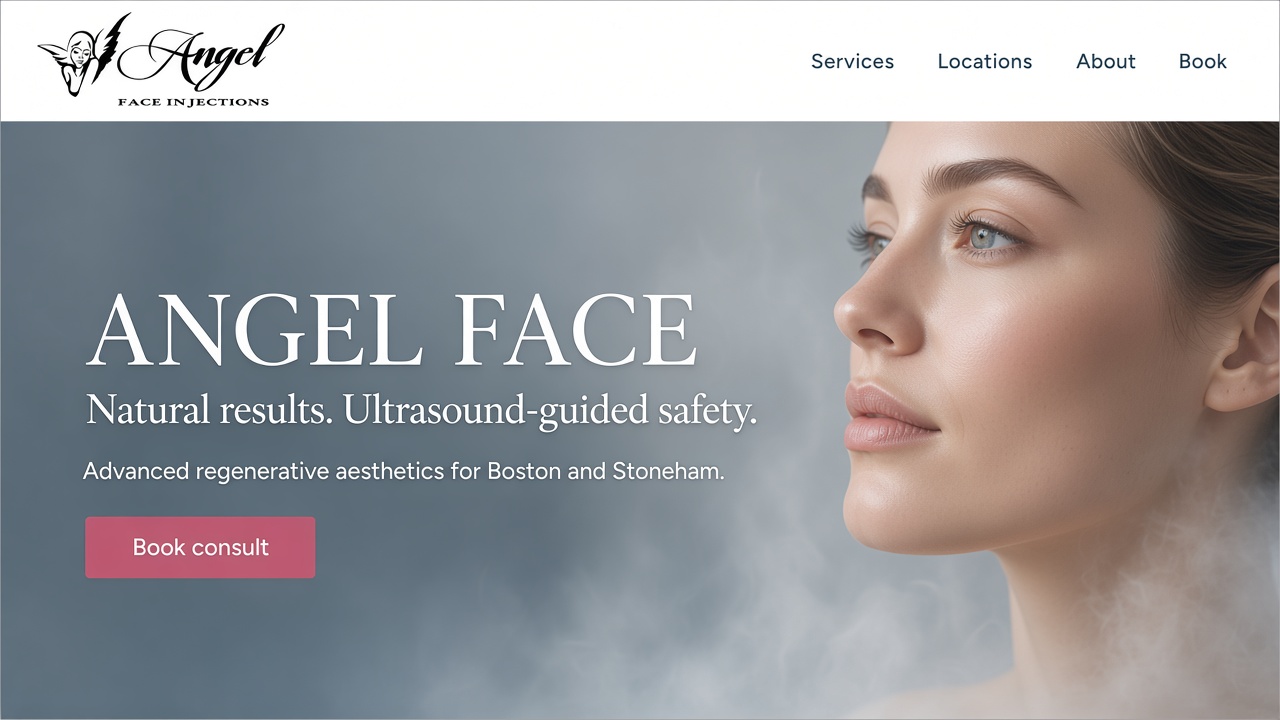 Angel
FACE INJECTIONS
Services
Locations
About
Book
ANGEL FACE
Natural results. Ultrasound-guided safety.
Advanced regenerative aesthetics for Boston and Stoneham.
Book consult